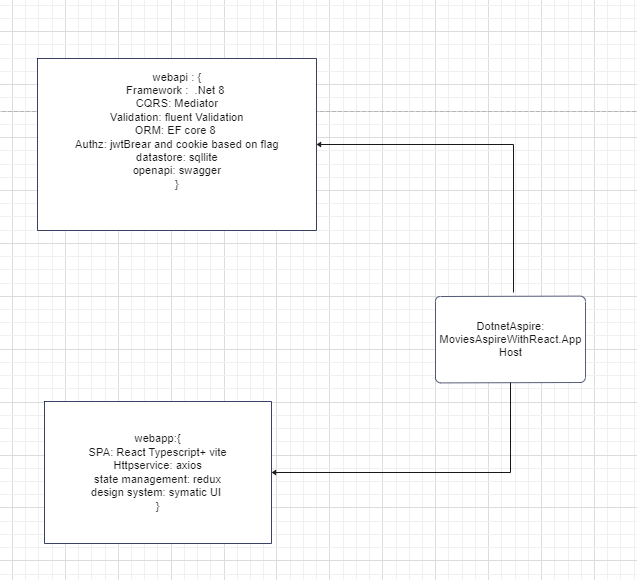 webapi : {
Framework : .Net 8
CQRS: Mediator
Validation: fluent Validation
ORM: EF core 8
Authz: jwtBrear and cookie based on flag
datastore: sqllite
openapi: swagger
}
DotnetAspire:
MoviesAspireWithReact.App
Host
webapp:{
SPA: React Typescript+ vite
Httpservice: axios
state management: redux
design system: symatic UI
}